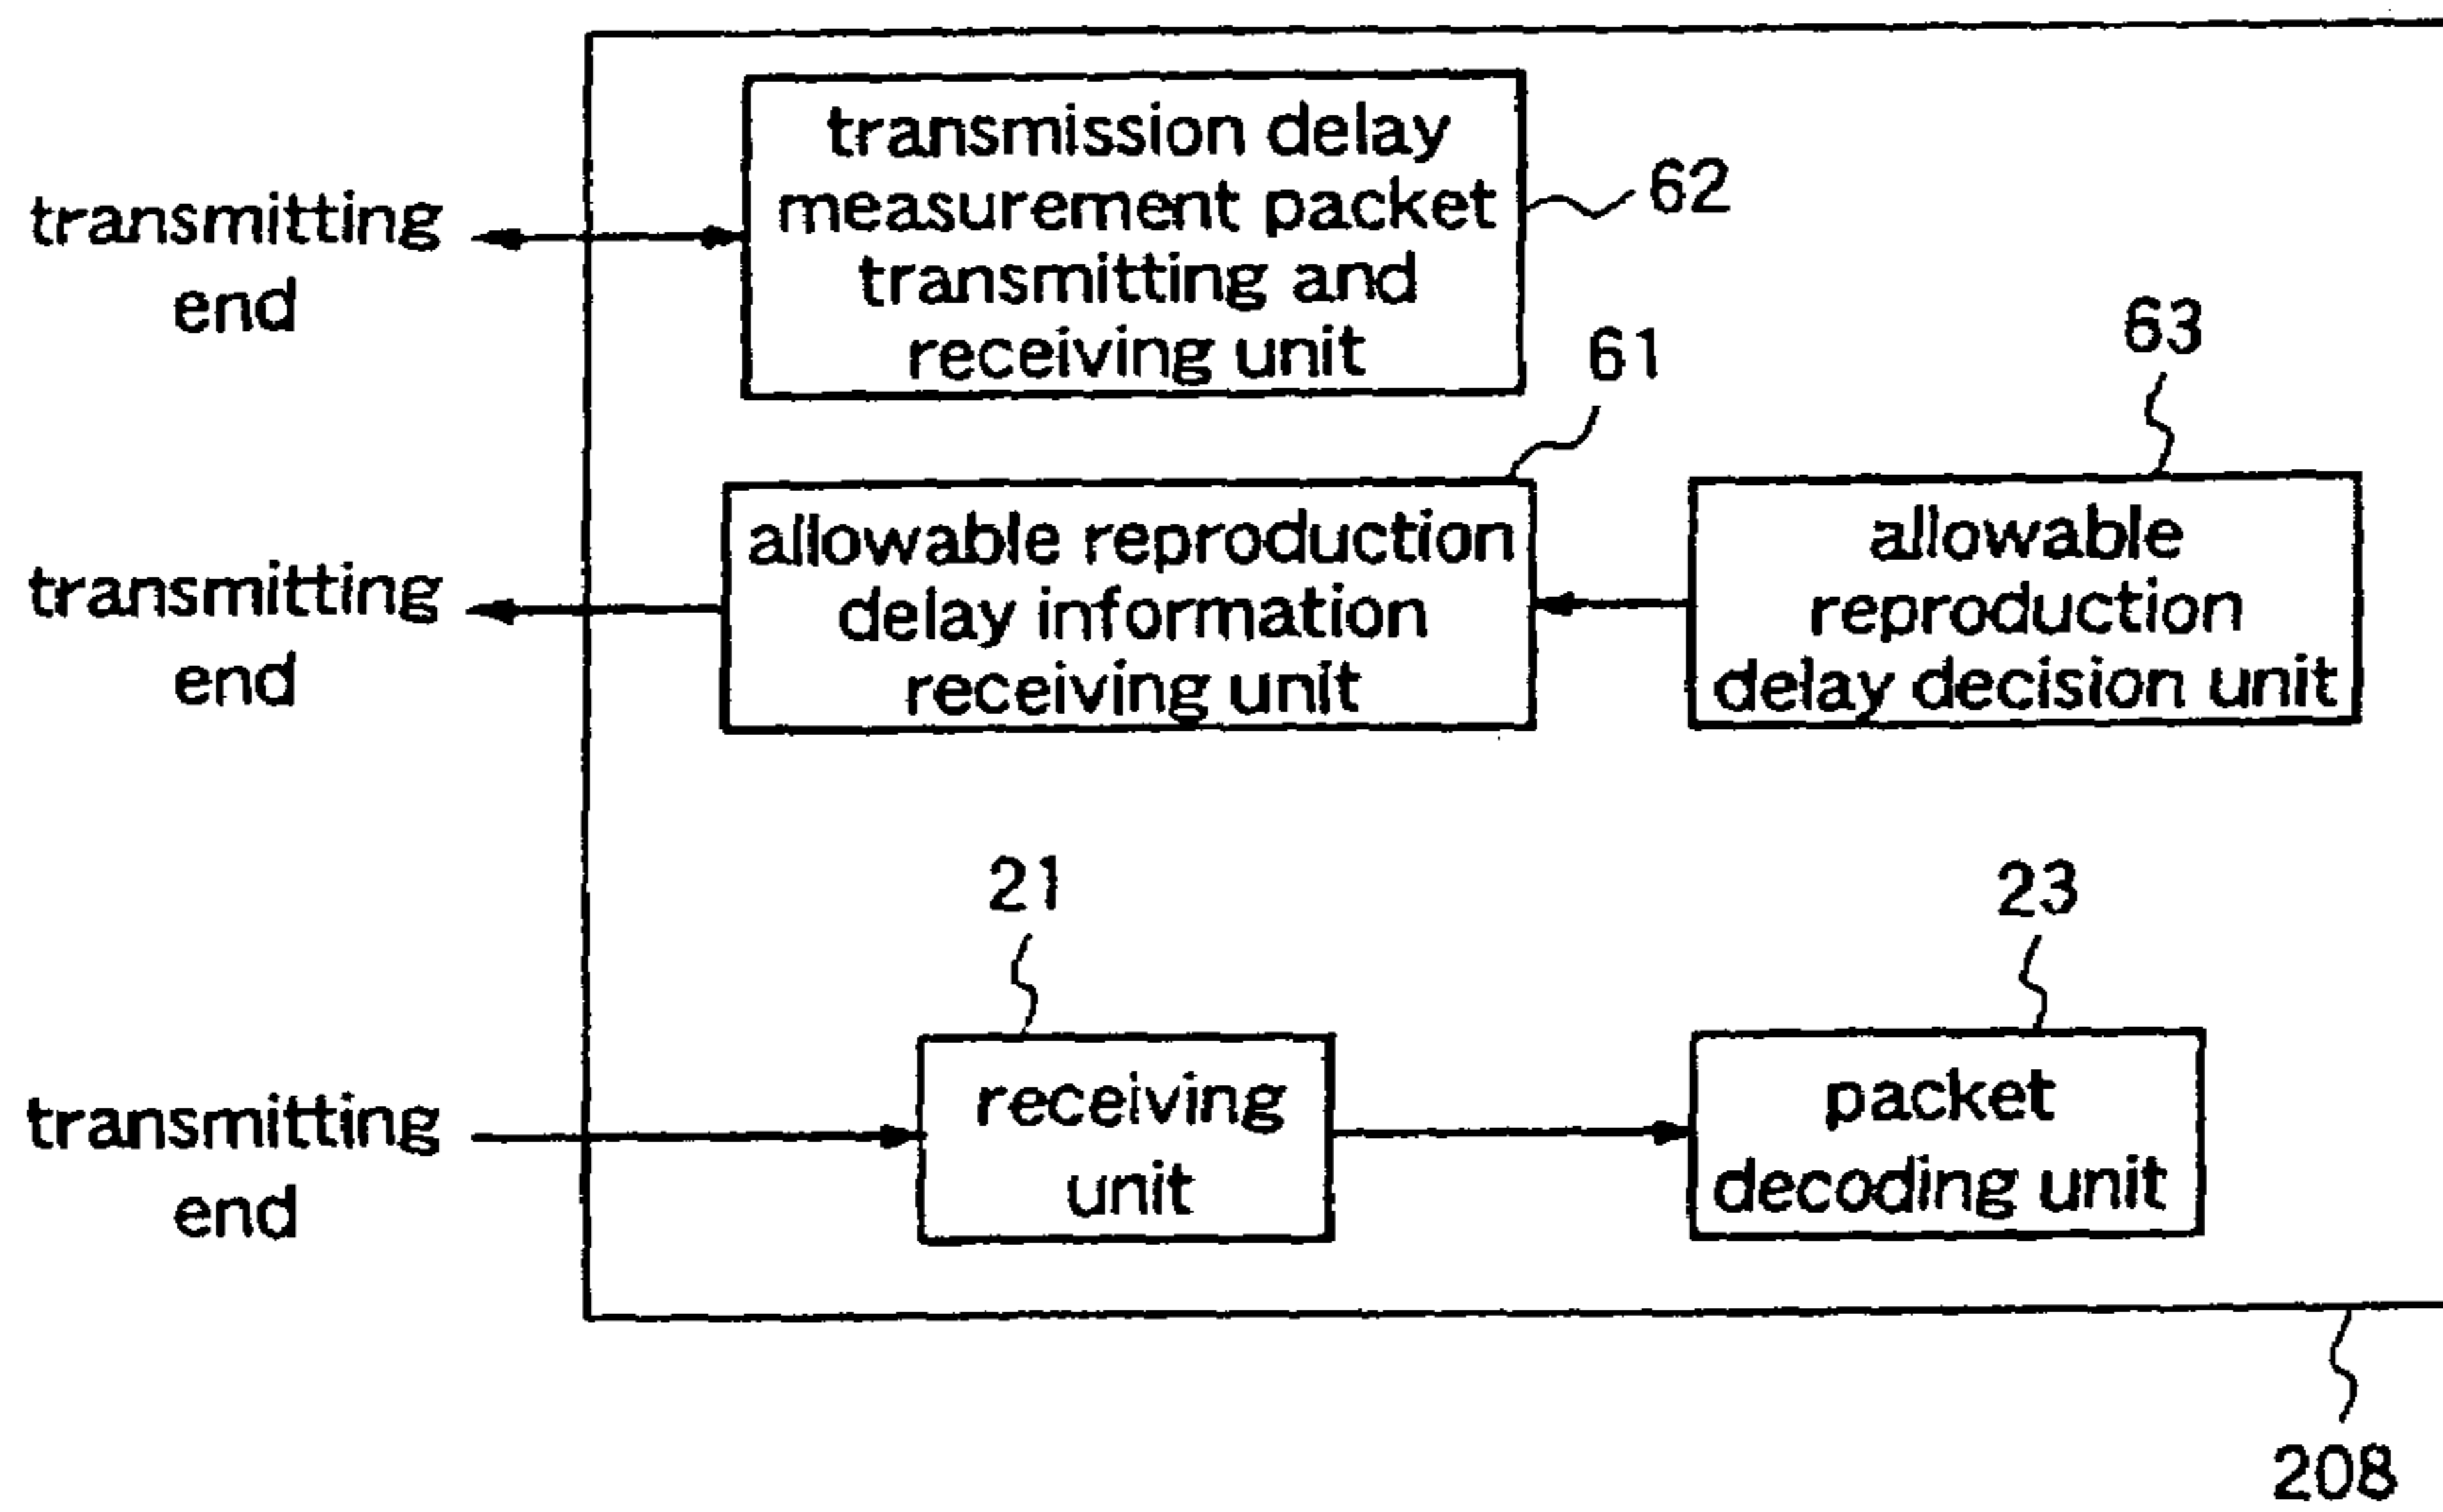 transmitting
end
transmission delay
measurement packet
transmitting and
receiving unit
62
61
63
transmitting
end
allowable reproduction
delay information
receiving unit
allowable
reproduction
delay decision unit
21
23
transmitting
end
receiving
unit
packet
decoding unit
208